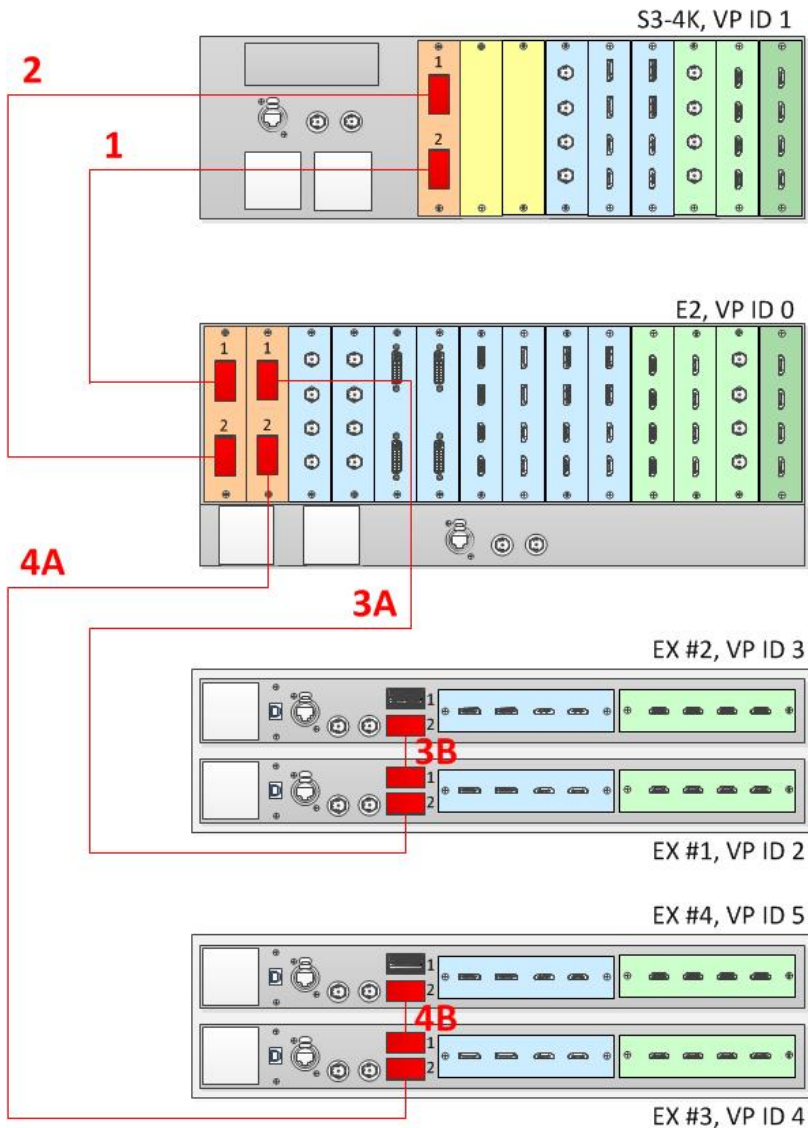 S3-4K, VP ID 1
2
1
1
2
E2, VP ID 0
1 1
2 2
4A
3A
EX #2, VP ID 3
1
2
3B
1
2
EX #1, VP ID 2
EX #4, VP ID 5
1
2
4B
1
2
EX #3, VP ID 4